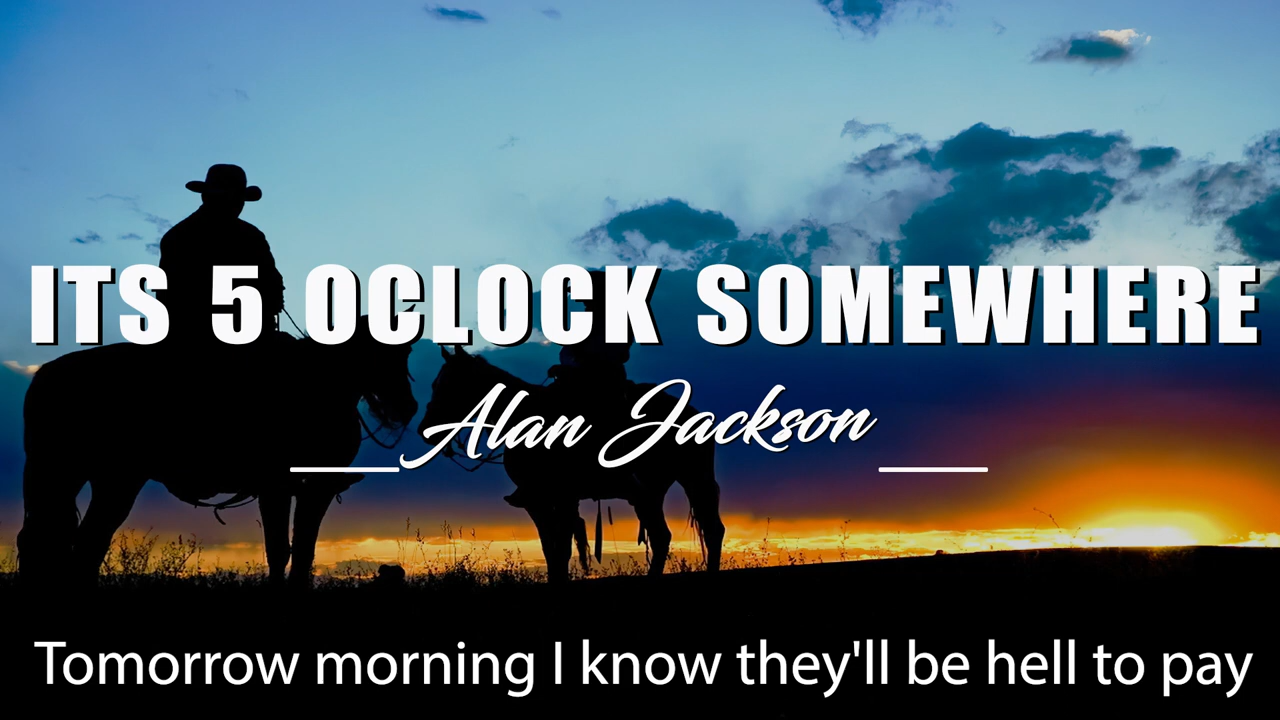 ITS 5 OCLOCK SOMEWHERE
Alan Jackson
Tomorrow morning I know they'll be hell to pay